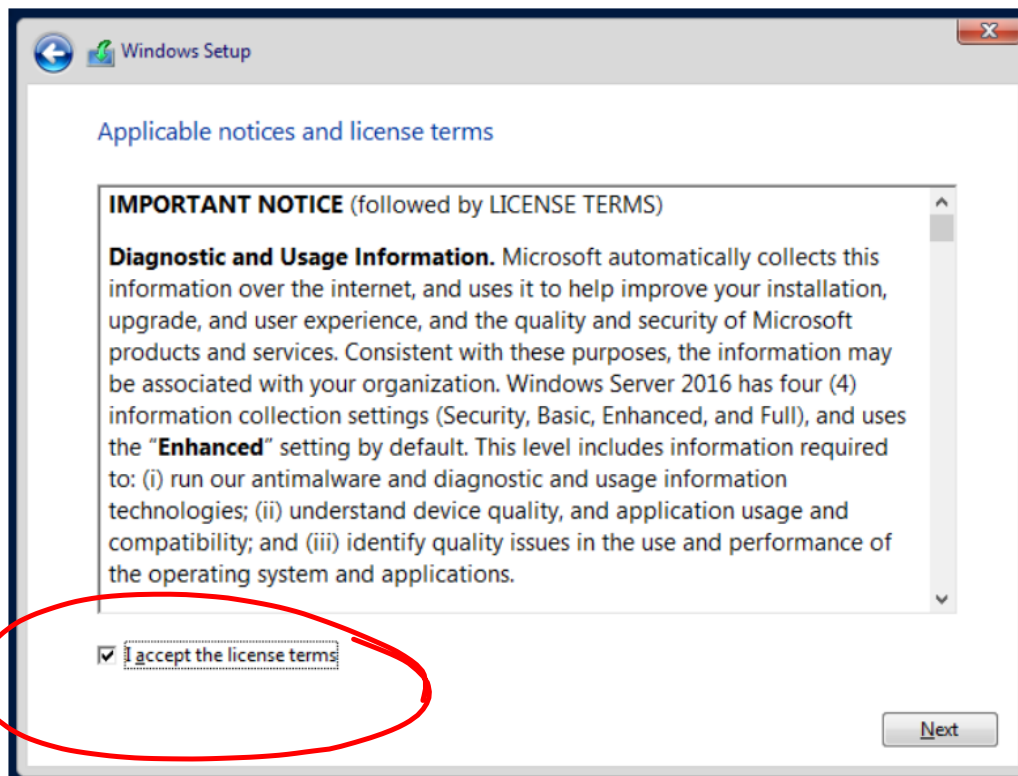 Windows Setup
Applicable notices and license terms
IMPORTANT NOTICE (followed by LICENSE TERMS)
Diagnostic and Usage Information. Microsoft automatically collects this
information over the internet, and uses it to help improve your installation,
upgrade, and user experience, and the quality and security of Microsoft
products and services. Consistent with these purposes, the information may
be associated with your organization. Windows Server 2016 has four (4)
information collection settings (Security, Basic, Enhanced, and Full), and uses
the “Enhanced” setting by default. This level includes information required
to: (i) run our antimalware and diagnostic and usage information
technologies; (ii) understand device quality, and application usage and
compatibility; and (iii) identify quality issues in the use and performance of
the operating system and applications.
I accept the license terms
Next